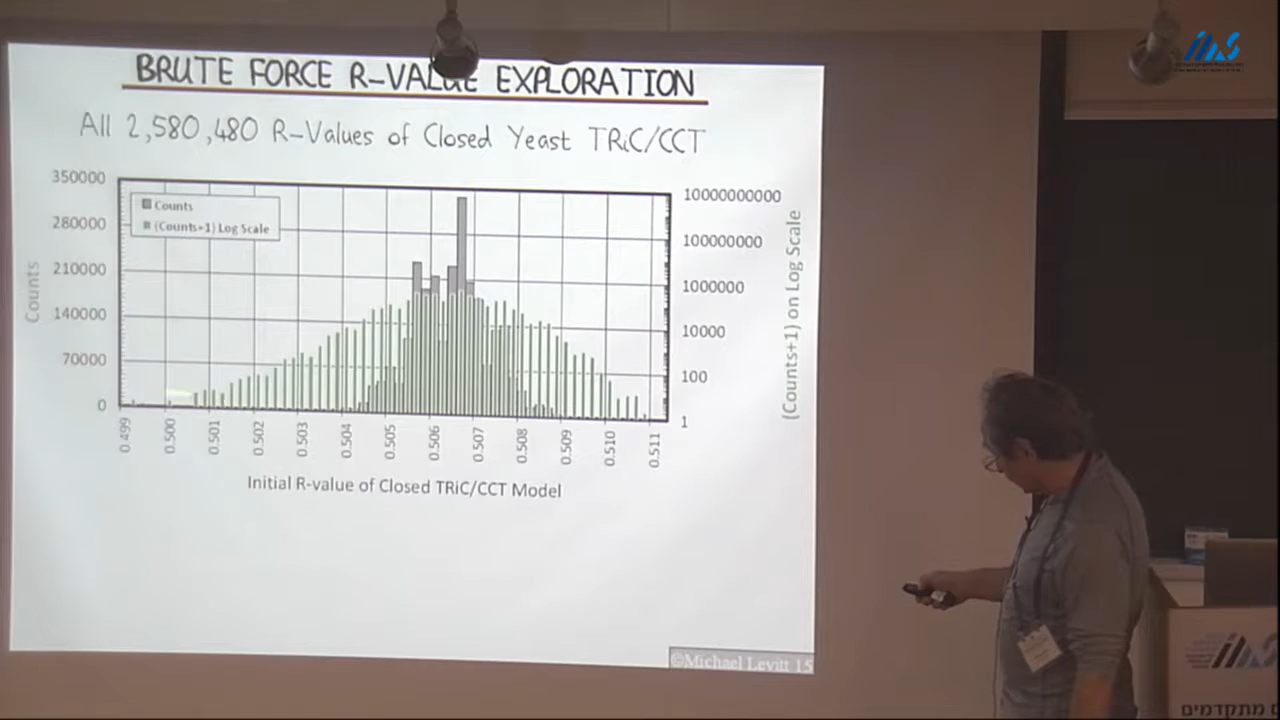 BRUTE FORCE R-VALUE EXPLORATION
All 2,580,480 R-Values of Closed Yeast TRiC/CCT
350000
280000
210000
140000
70000
0
Counts
Counts
(Counts+1) Log Scale
10000000000
100000000
1000000
10000
100
1
(Counts+1) on Log Scale
0.499
0.500
0.501
0.502
0.503
0.504
0.505
0.506
0.507
0.508
0.509
0.510
0.511
Initial R-value of Closed TRiC/CCT Model
©Michael Levitt 15
מתקדמים